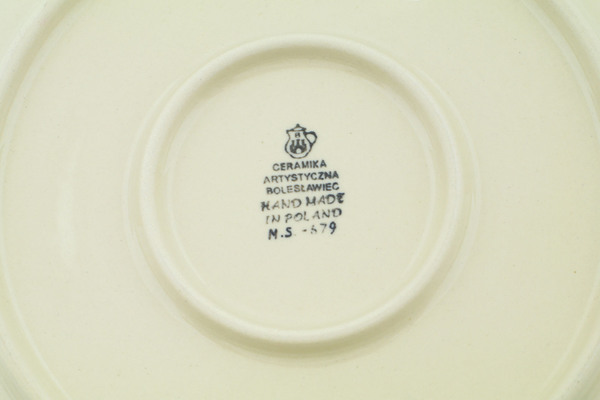 CERAMIKA
ARTYSTYCZNA
BOLESŁAWIEC
HAND MADE
IN POLAND